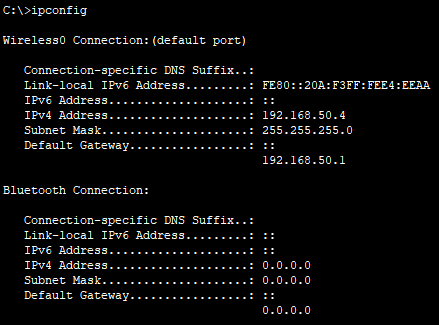 C:\>ipconfig
Wireless0 Connection:(default port)
Connection-specific DNS Suffix..:
Link-local IPv6 Address.........: FE80::20A:F3FF:FEE4:EEAA
IPv6 Address....................: ::
IPv4 Address....................: 192.168.50.4
Subnet Mask.....................: 255.255.255.0
Default Gateway.................: ::
192.168.50.1
Bluetooth Connection:
Connection-specific DNS Suffix..:
Link-local IPv6 Address.........: ::
IPv6 Address....................: ::
IPv4 Address....................: 0.0.0.0
Subnet Mask.....................: 0.0.0.0
Default Gateway.................: ::
0.0.0.0